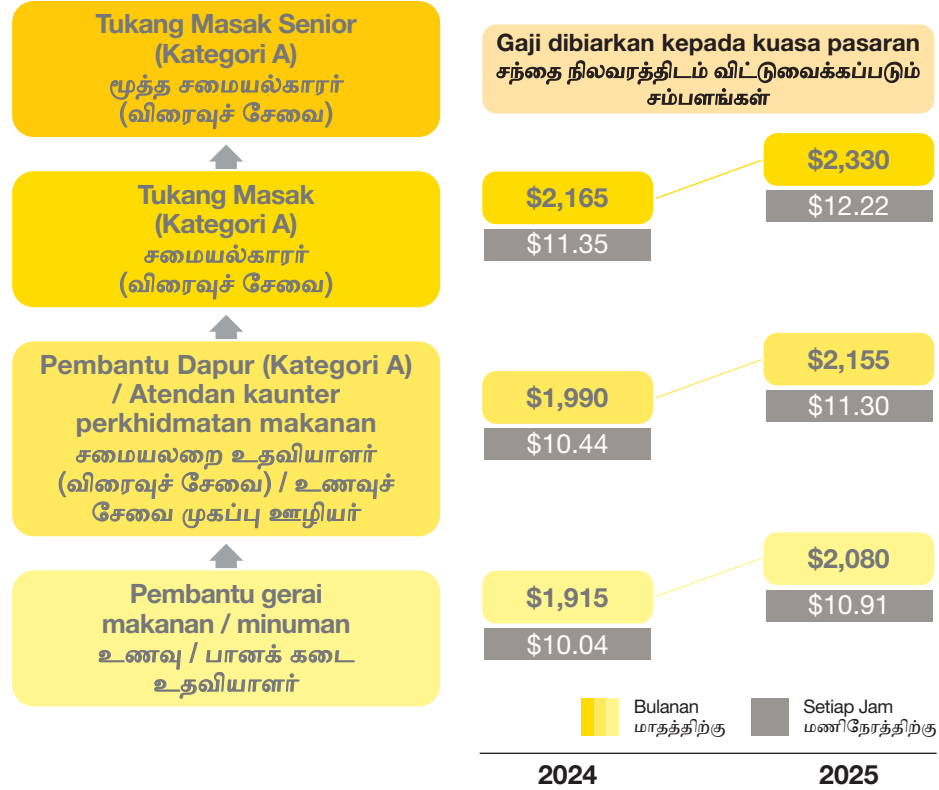 Tukang Masak Senior
(Kategori A)
மூத்த சமையல்காரர்
(விரைவுச் சேவை)
Gaji dibiarkan kepada kuasa pasaran
சந்தை நிலவரத்திடம் விட்டுவைக்கப்படும்
சம்பளங்கள்
Tukang Masak
(Kategori A)
சமையல்காரர்
(விரைவுச் சேவை)
$2,165
$11.35
$2,330
$12.22
Pembantu Dapur (Kategori A)
/ Atendan kaunter
perkhidmatan makanan
சமையலறை உதவியாளர்
(விரைவுச் சேவை) / உணவுச்
சேவை முகப்பு ஊழியர்
$1,990
$10.44
$2,155
$11.30
Pembantu gerai
makanan / minuman
உணவு / பானக் கடை
உதவியாளர்
$1,915
$10.04
$2,080
$10.91
Bulanan
மாதத்திற்கு
Setiap Jam
மணிநேரத்திற்கு
2024
2025